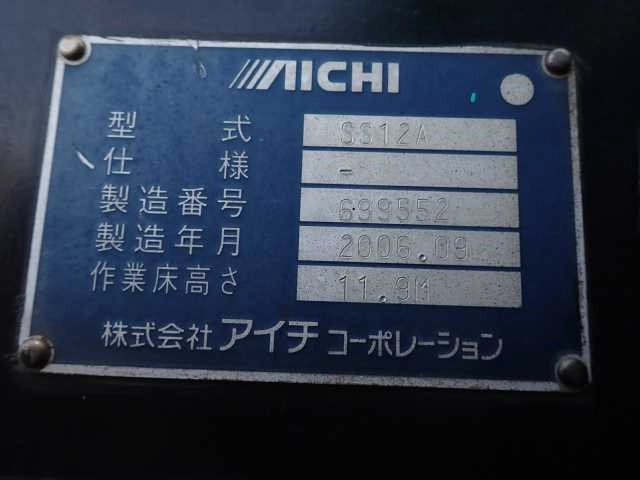 AICHI
型式 SS12A
仕様 -
製造番号 699552
製造年月 2006.09
作業床高さ 11.9M
株式会社 アイチ コーポレーション